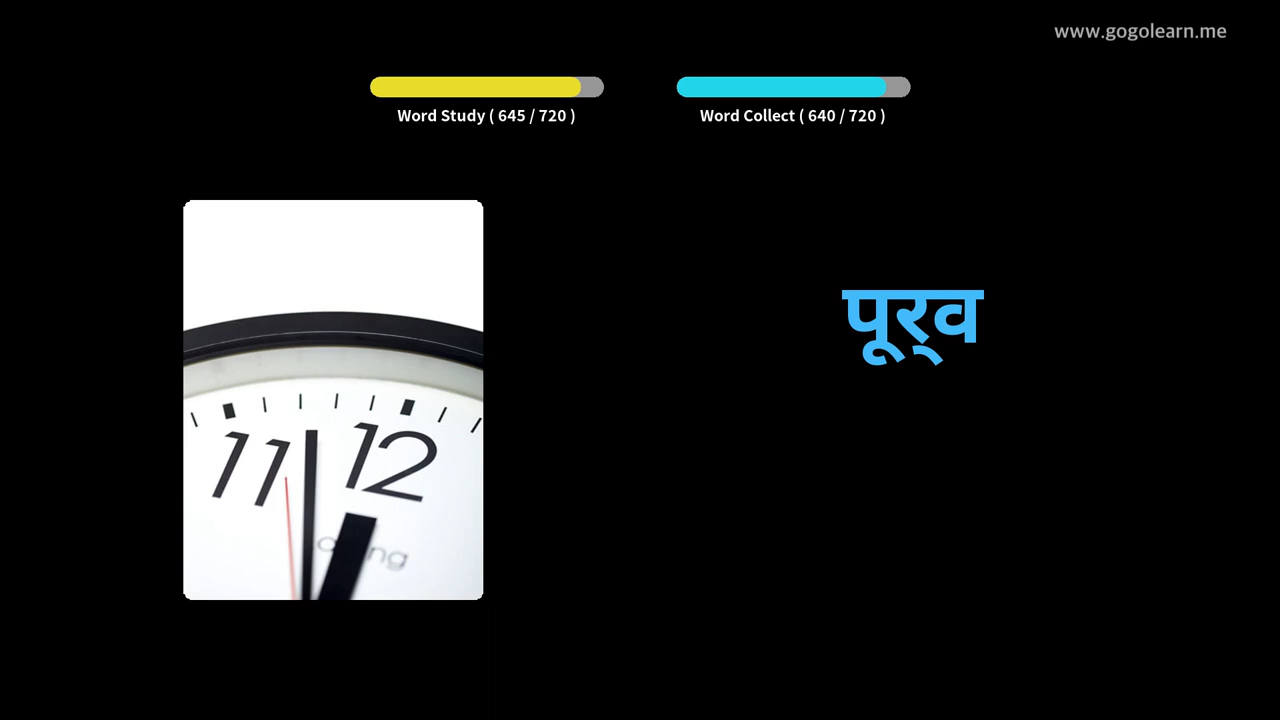 www.gogolearn.me
Word Study ( 645 / 720 )
Word Collect ( 640 / 720 )
पूर्‌व
11 12